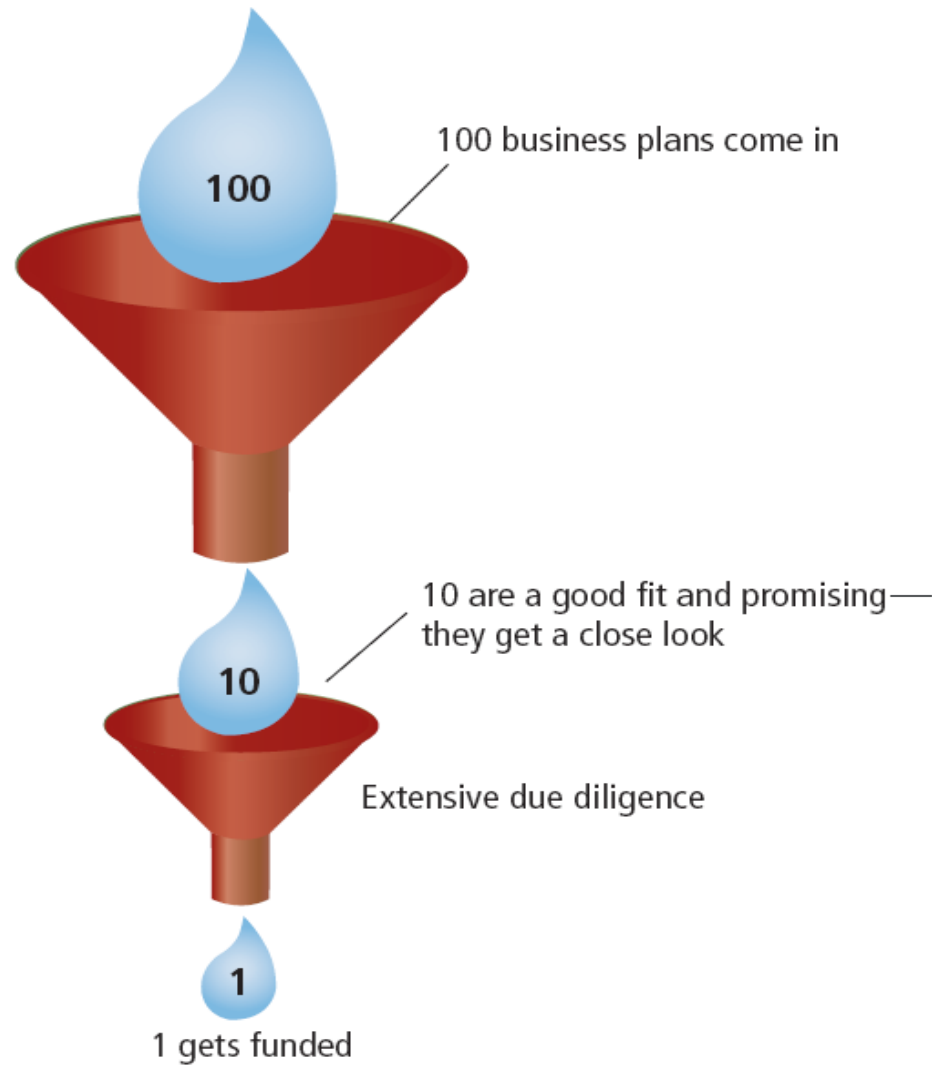 100
100 business plans come in
10
10 are a good fit and promising—
they get a close look
Extensive due diligence
1
1 gets funded